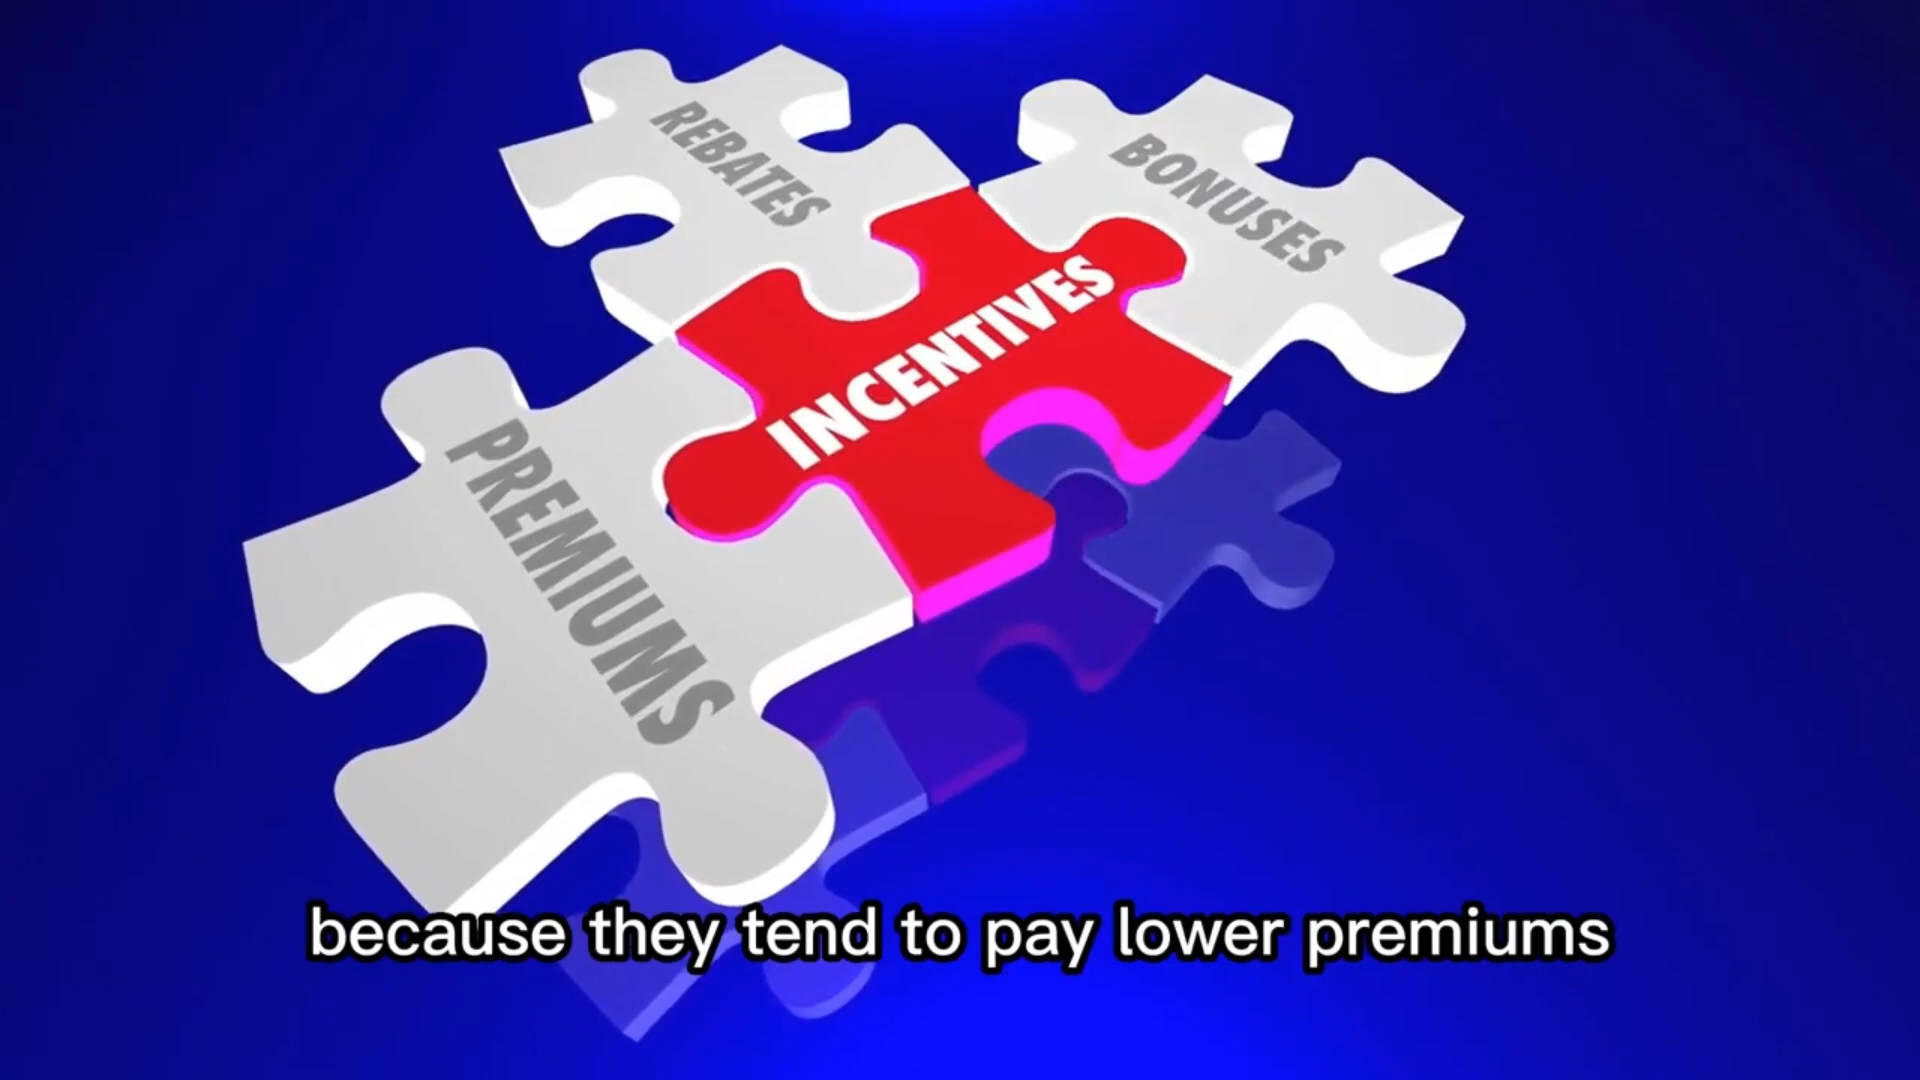 REBATES
BONUSES
INCENTIVES
PREMIUMS
because they tend to pay lower premiums